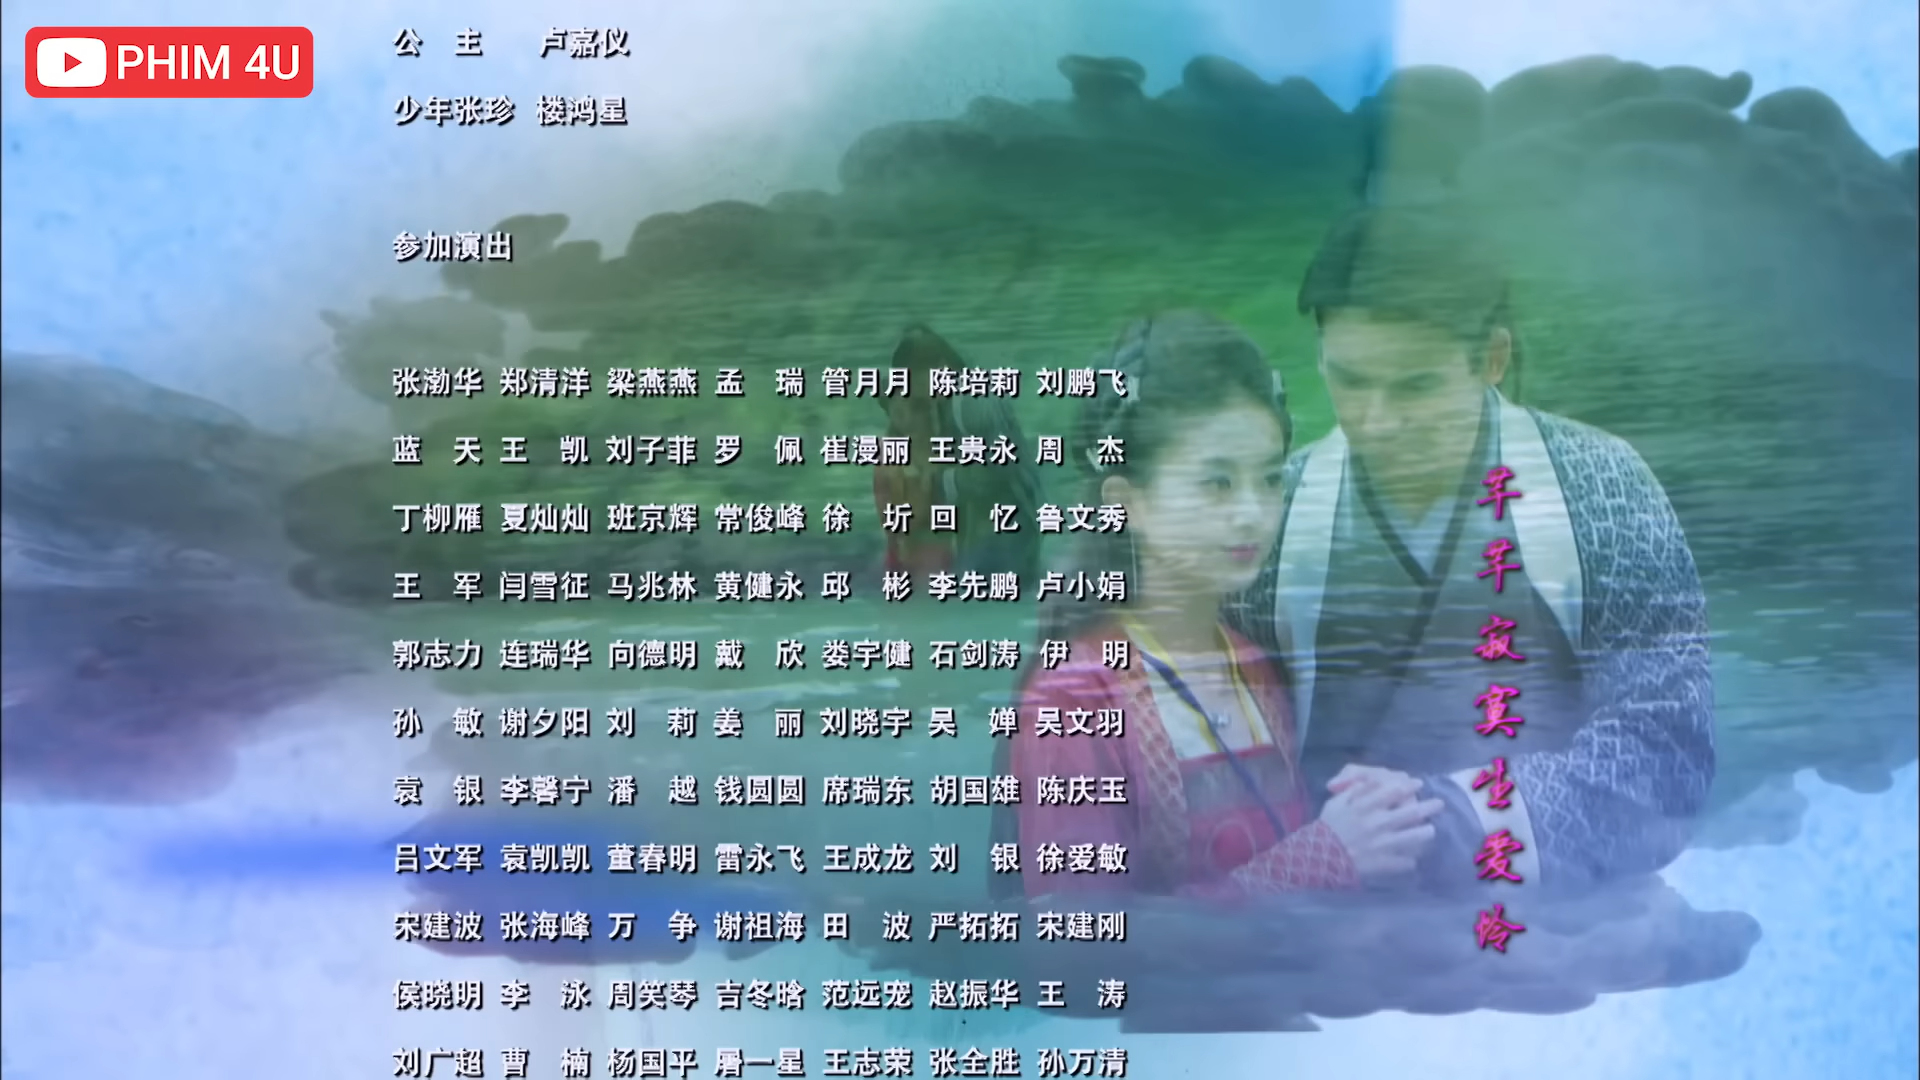 PHIM 4U
公 主 卢嘉仪
少年张珍 楼鸿星
参加演出
张渤华 郑清洋 梁燕燕 孟 瑞 管月月 陈培莉 刘鹏飞
蓝 天 王 凯 刘子菲 罗 佩 崔漫丽 王贵永 周 杰
丁柳雁 夏灿灿 班京辉 常俊峰 徐 圻 回 忆 鲁文秀
王 军 闫雪征 马兆林 黄健永 邱 彬 李先鹏 卢小娟
郭志力 连瑞华 向德明 戴 欣 娄宇健 石剑涛 伊 明
孙 敏 谢夕阳 刘 莉 姜 丽 刘晓宇 吴 婵 吴文羽
袁 银 李馨宁 潘 越 钱圆圆 席瑞东 胡国雄 陈庆玉
吕文军 袁凯凯 董春明 雷永飞 王成龙 刘 银 徐爱敏
宋建波 张海峰 万 争 谢祖海 田 波 严拓拓 宋建刚
侯晓明 李 泳 周笑琴 吉冬晗 范远宠 赵振华 王 涛
刘广超 曹 楠 杨国平 屠一星 王志荣 张全胜 孙万清
芊芊寂寞生爱怜